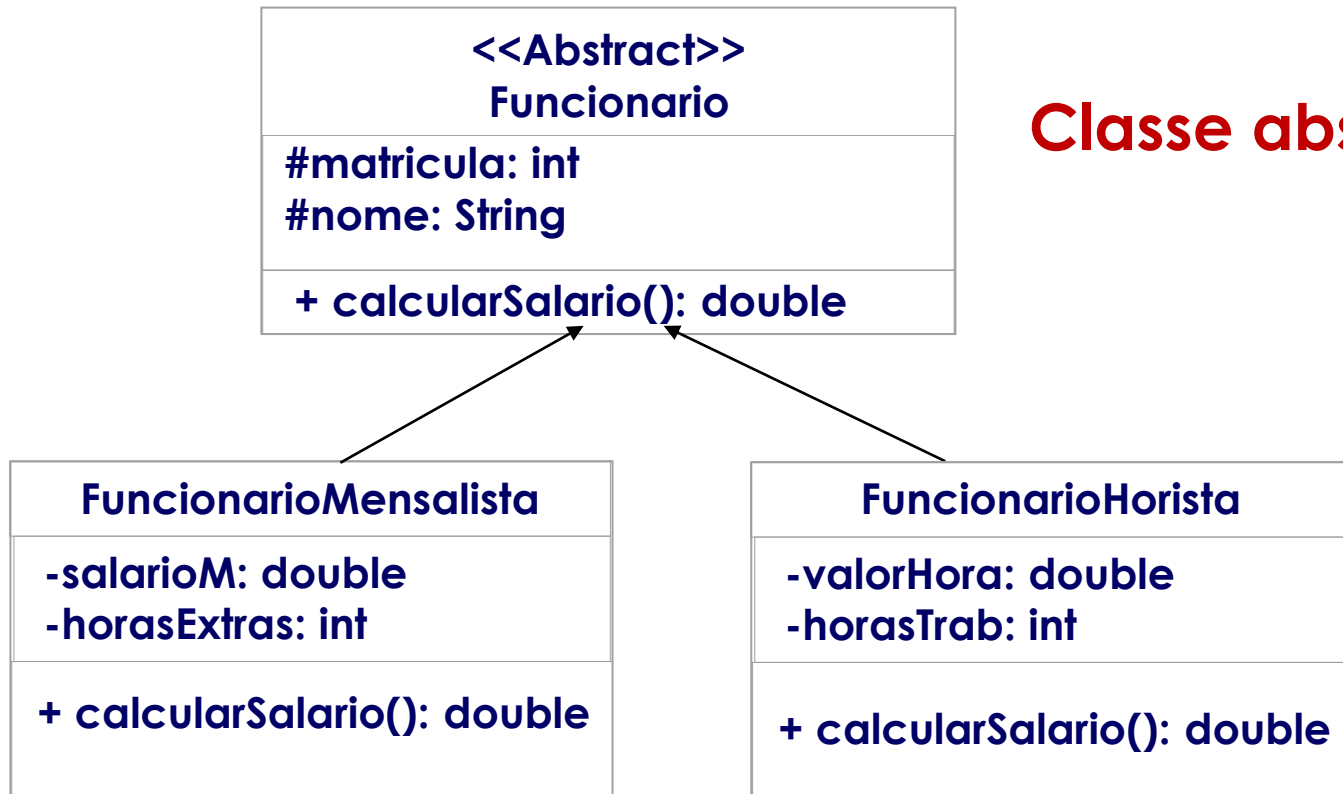 <<Abstract>>
Funcionario
Classe
#matricula: int
#nome: String
+ calcularSalario(): double
FuncionarioMensalista
-salarioM: double
-horasExtras: int
+ calcularSalario(): double
FuncionarioHorista
-valorHora: double
-horasTrab: int
+ calcularSalario(): double